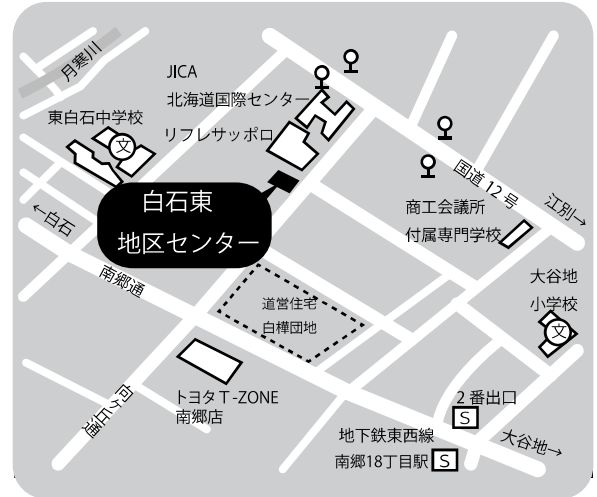 月寒川
JICA
北海道国際センター
リフレサッポロ
東白石中学校
文
白石東
地区センター
国道12号
江別→
商工会議所
付属専門学校
←白石
南郷通
道営住宅
白樺団地
大谷地
小学校
文
トヨタT-ZONE
南郷店
向ヶ丘通
2番出口
S
地下鉄東西線
南郷18丁目駅
S
大谷地→